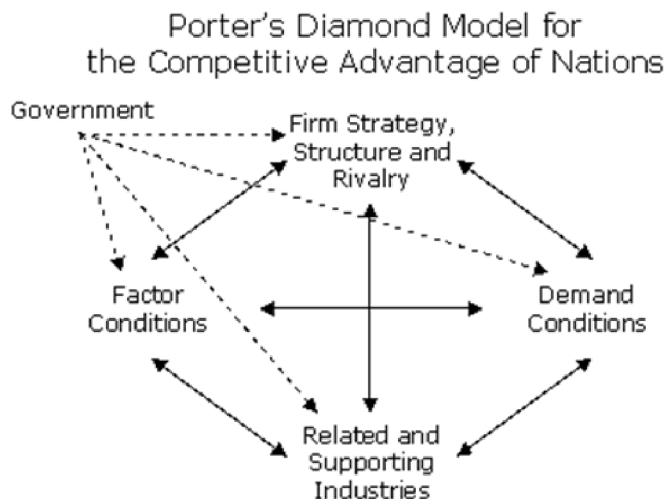 Porter's Diamond Model for
the Competitive Advantage of Nations
Government
Firm Strategy,
Structure and
Rivalry
Factor
Conditions
Demand
Conditions
Related and
Supporting
Industries